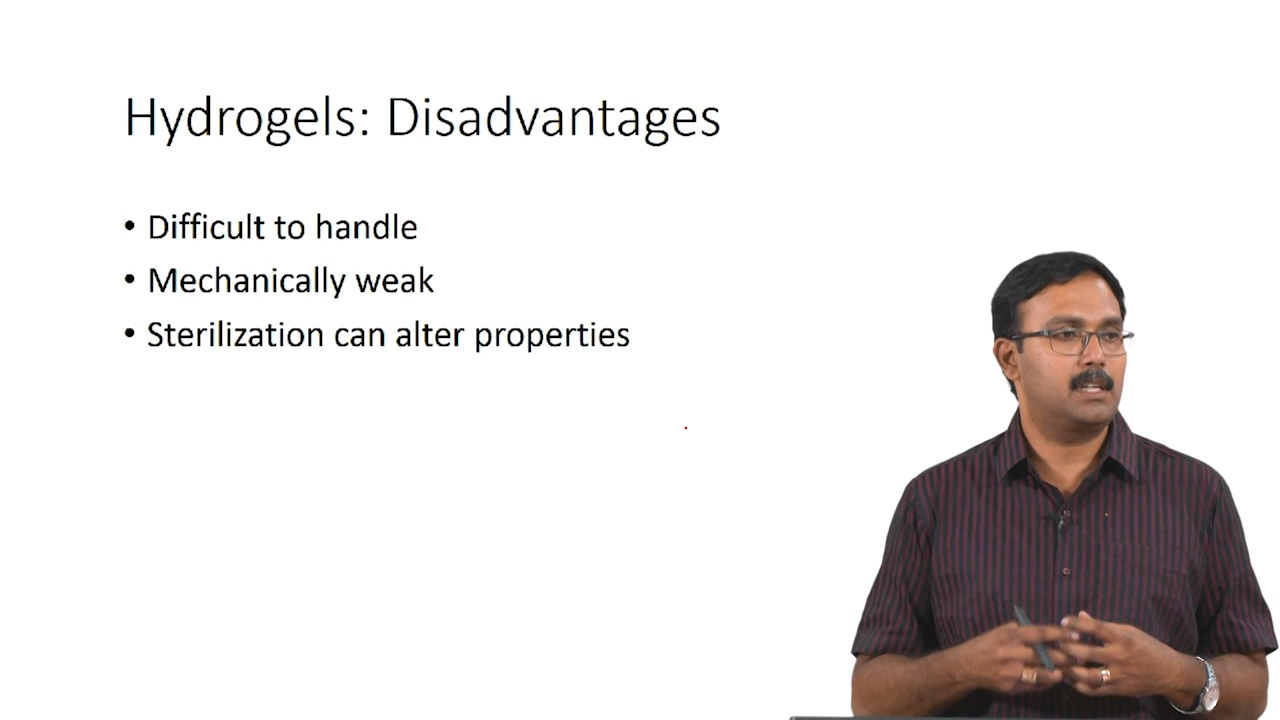 Hydrogels: Disadvantages
• Difficult to handle
• Mechanically weak
• Sterilization can alter properties